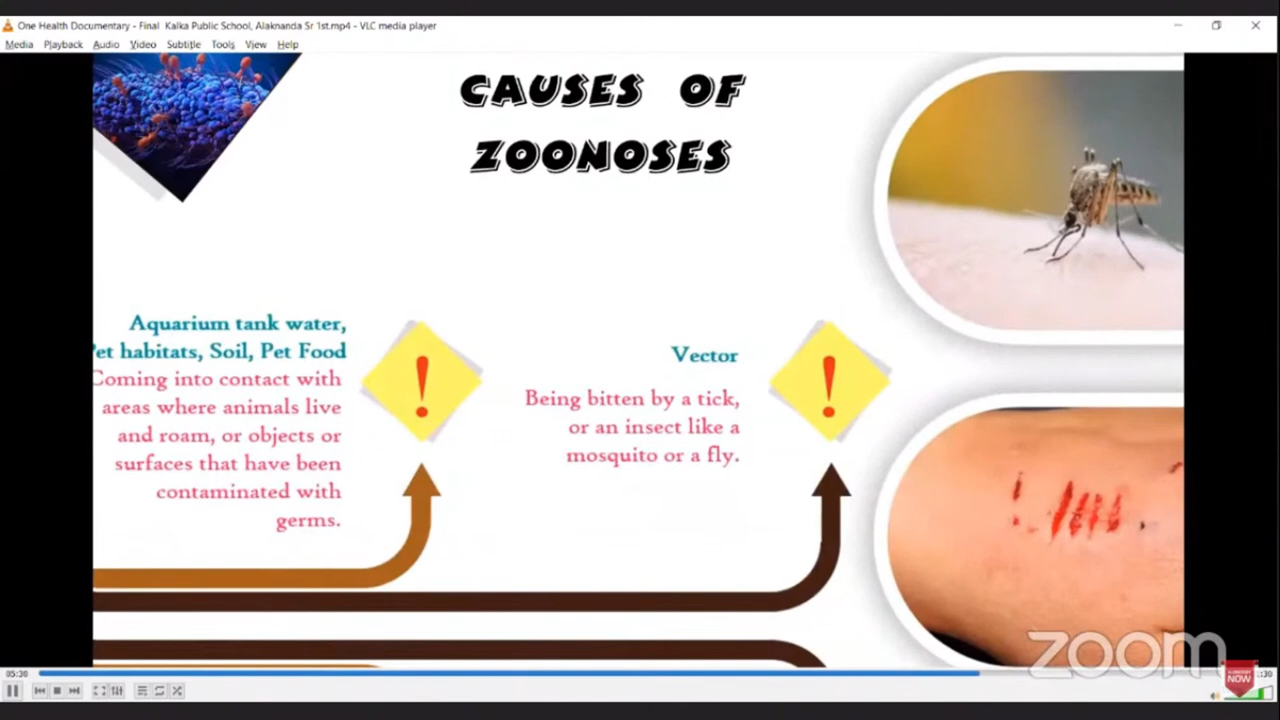 One Health Documentary - Final Kalka Public School, Alaknanda Sr 1st.mp4 - VLC media player
Media Playback Audio Video Subtitle Tools View Help
CAUSES OF
ZOONOSES
Aquarium tank water,
Pet habitats, Soil, Pet Food
Coming into contact with
areas where animals live
and roam, or objects or
surfaces that have been
contaminated with
germs.
Vector
Being bitten by a tick,
or an insect like a
mosquito or a fly.
zoom
05:30
NOW